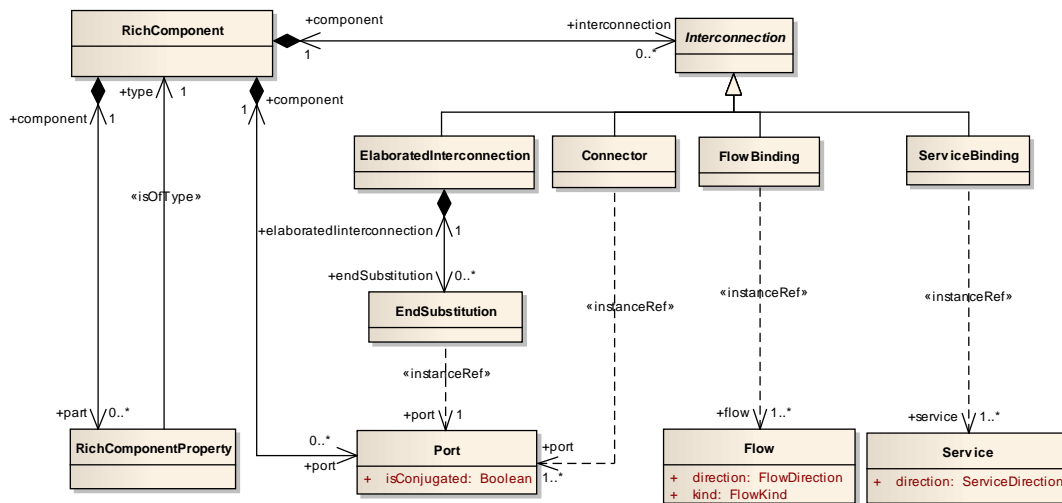 RichComponent
+component
1
+interconnection
0..*
Interconnection
+component
1
+type
1
+component
1
«isOfType»
ElaboratedInterconnection
Connector
FlowBinding
ServiceBinding
+elaboratedIinterconnection
1
+endSubstitution
0..*
EndSubstitution
«instanceRef»
«instanceRef»
«instanceRef»
«instanceRef»
+part
0..*
RichComponentProperty
0..*
+port
+port
1
Port
+ isConjugated: Boolean
+port
1..*
+flow
1..*
Flow
+ direction: FlowDirection
+ kind: FlowKind
+service
1..*
Service
+ direction: ServiceDirection